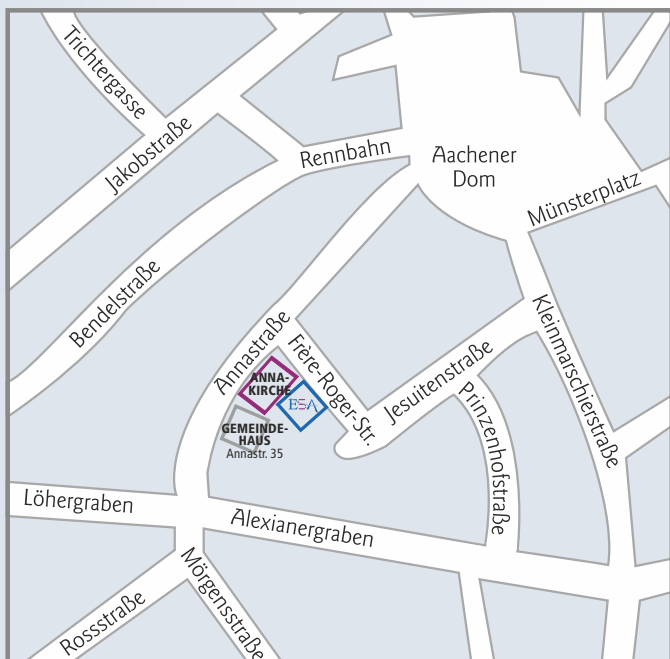 Trichtergasse
Jakobstraße
Rennbahn
Aachener
Dom
Münsterplatz
Bendelstraße
Annastraße
Frère-Roger-Str.
Jesuitenstraße
Kleinmarschierstraße
Prinzenhofstraße
ANNA-
KIRCHE
ESA
GEMEINDE-
HAUS
Annastr. 35
Löhergraben
Alexianergraben
Mörgensstraße
Rossstraße